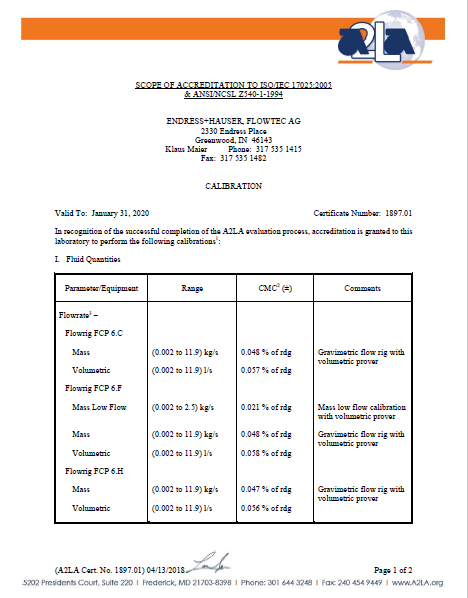 A2LA
SCOPE OF ACCREDITATION TO ISO/IEC 17025:2005
& ANSI/NCSL Z540-1-1994
ENDRESS+HAUSER, FLOWTEC AG
2330 Endress Place
Greenwood, IN 46143
Klaus Maier Phone: 317 535 1415
Fax: 317 535 1482
CALIBRATION
Valid To: January 31, 2020 Certificate Number: 1897.01
In recognition of the successful completion of the A2LA evaluation process, accreditation is granted to this
laboratory to perform the following calibrations¹:
I. Fluid Quantities
Parameter/Equipment Range CMC² (±) Comments
Flowrate³ –
Flowrig FCP 6.C
Mass (0.002 to 11.9) kg/s 0.048 % of rdg Gravimetric flow rig with
volumetric prover
Volumetric (0.002 to 11.9) l/s 0.057 % of rdg
Flowrig FCP 6.F
Mass Low Flow (0.002 to 2.5) kg/s 0.021 % of rdg Mass low flow calibration
with volumetric prover
Mass (0.002 to 11.9) kg/s 0.048 % of rdg Gravimetric flow rig with
volumetric prover
Volumetric (0.002 to 11.9) l/s 0.058 % of rdg
Flowrig FCP 6.H
Mass (0.002 to 11.9) kg/s 0.047 % of rdg Gravimetric flow rig with
volumetric prover
Volumetric (0.002 to 11.9) l/s 0.056 % of rdg
(A2LA Cert. No. 1897.01) 04/13/2018 Page 1 of 2
5202 Presidents Court, Suite 220 | Frederick, MD 21703-8398 | Phone: 301 644 3248 | Fax: 240 454 9449 | www.A2LA.org